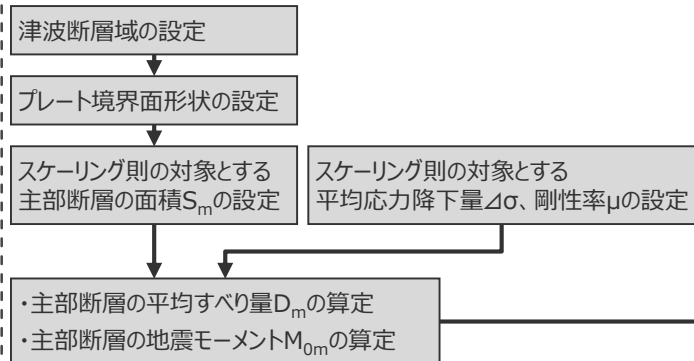 津波断層域の設定
プレート境界面形状の設定
スケーリング則の対象とする
主部断層の面積Smの設定
スケーリング則の対象とする
平均応力降下量⊿σ、剛性率μの設定
・主部断層の平均すべり量Dmの算定
・主部断層の地震モーメントM0mの算定